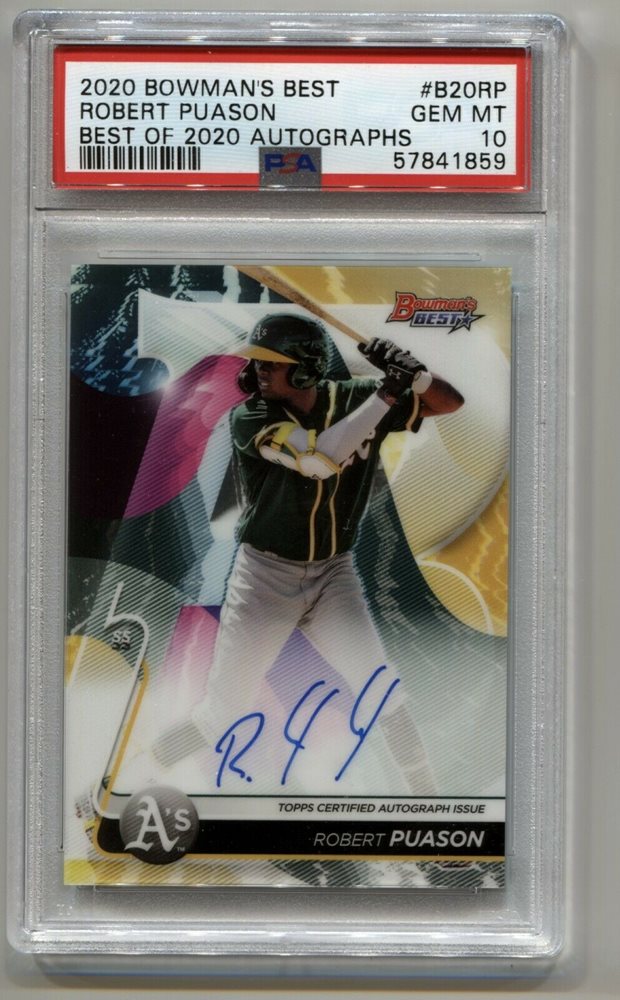 2020 BOWMAN'S BEST #B20RP
ROBERT PUASON GEM MT
BEST OF 2020 AUTOGRAPHS 10
PSA 57841859
Bowman's
BEST
A's
SS
TOPPS CERTIFIED AUTOGRAPH ISSUE
A's
ROBERT PUASON